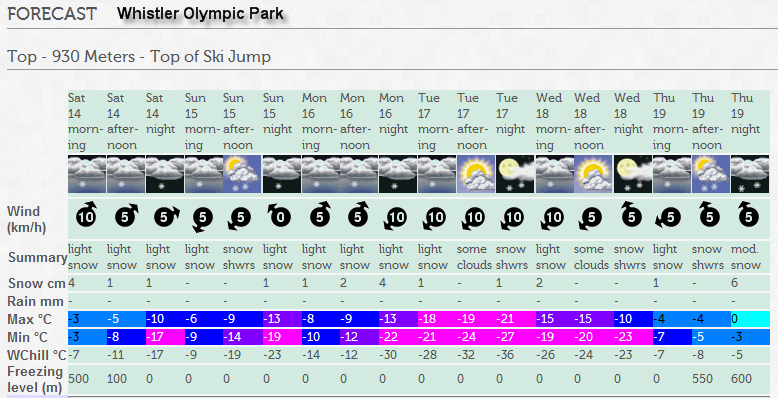 FORECAST Whistler Olympic Park
Top - 930 Meters - Top of Ski Jump
Sat Sat Sat Sun Sun Sun Mon Mon Mon Tue Tue Tue Wed Wed Wed Thu Thu Thu
14 14 14 15 15 15 16 16 16 17 17 17 18 18 18 19 19 19
morn- after- night morn- after- night morn- after- night morn- after- night morn- after- night morn- after- night
ing noon ing noon ing noon ing noon ing noon ing noon
Wind
(km/h) 10 5 5 5 5 0 5 5 10 10 10 10 10 5 5 5 5 5
Summary light light light light snow light light light light light some snow light some snow light snow mod.
snow snow snow snow shwrs snow snow snow snow snow clouds shwrs snow clouds shwrs snow shwrs snow
Snow cm 4 1 1 - - 1 1 2 4 1 - 1 2 - - 1 - 6
Rain mm - - - - - - - - - - - - - - - - - -
Max °C -3 -5 -10 -6 -9 -13 -8 -9 -13 -18 -19 -21 -15 -15 -10 -4 -4 0
Min °C -3 -8 -17 -9 -14 -19 -10 -12 -22 -21 -24 -27 -19 -20 -23 -7 -5 -3
WChill °C -7 -11 -17 -9 -19 -23 -14 -12 -30 -28 -32 -36 -26 -24 -23 -7 -8 -5
Freezing
level (m) 500 100 0 0 0 0 0 0 0 0 0 0 0 0 0 0 550 600